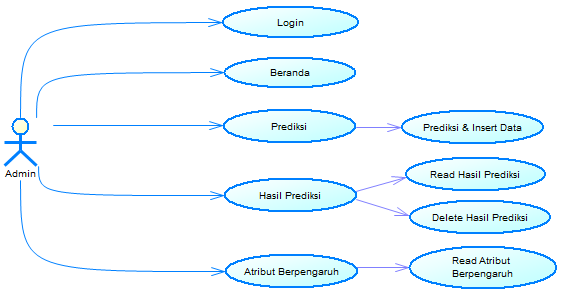 Login
Beranda
Prediksi
Prediksi & Insert Data
Admin
Read Hasil Prediksi
Hasil Prediksi
Delete Hasil Prediksi
Atribut Berpengaruh
Read Atribut
Berpengaruh